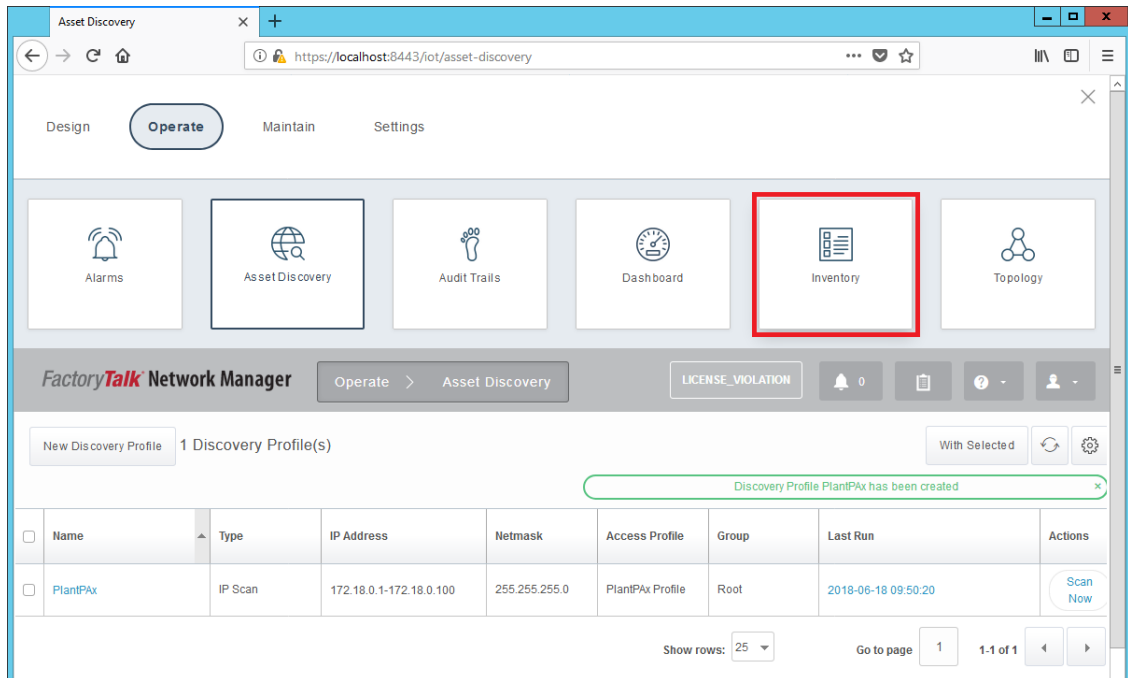 Asset Discovery
https://localhost:8443/iot/asset-discovery
Design Operate Maintain Settings
Alarms Asset Discovery Audit Trails Dashboard Inventory Topology
FactoryTalk Network Manager Operate > Asset Discovery LICENSE_VIOLATION 0
New Discovery Profile 1 Discovery Profile(s) With Selected
Discovery Profile PlantPAx has been created ×
Name Type IP Address Netmask Access Profile Group Last Run Actions
PlantPAx IP Scan 172.18.0.1-172.18.0.100 255.255.255.0 PlantPAx Profile Root 2018-06-18 09:50:20 Scan
Now
Show rows: 25 Go to page 1 1-1 of 1